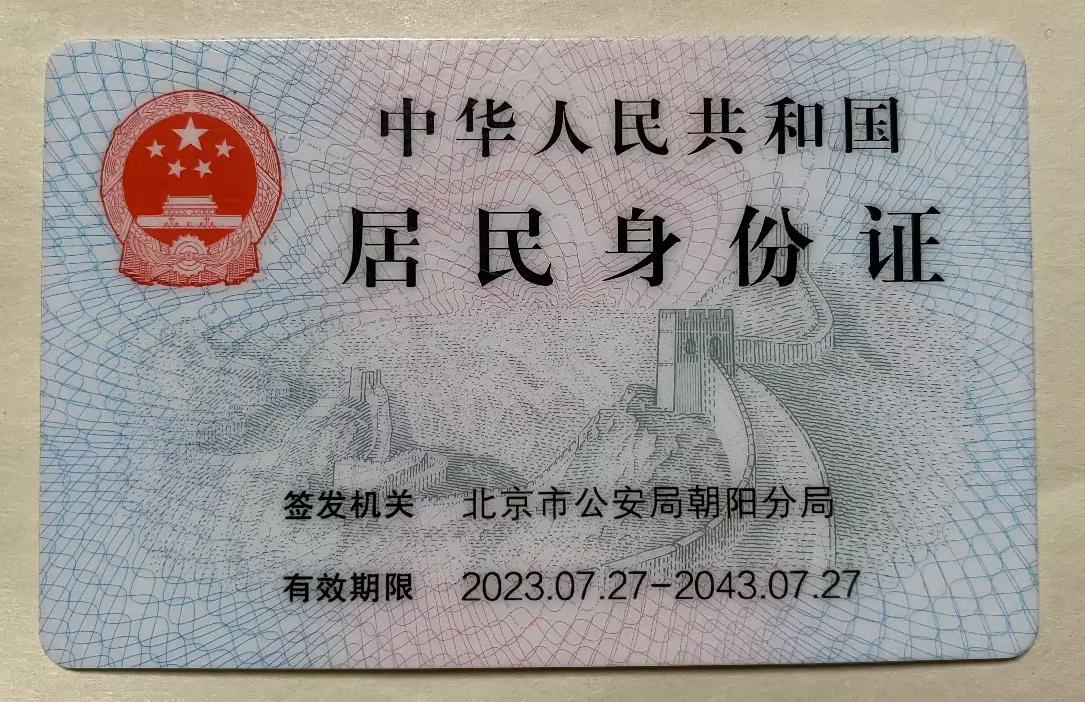 中华人民共和国
居民身份证
签发机关 北京市公安局朝阳分局
有效期限 2023.07.27-2043.07.27